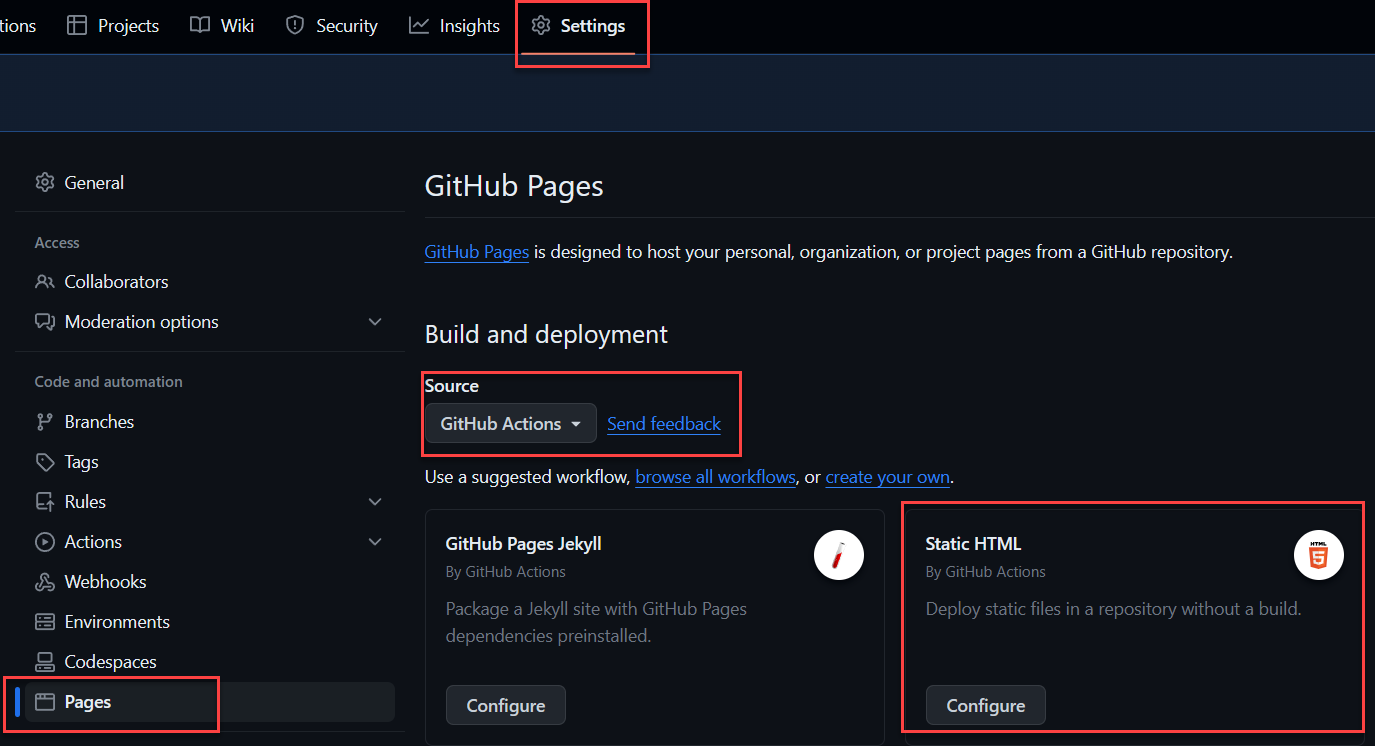 tions Projects Wiki Security Insights Settings
General
Access
Collaborators
Moderation options
Code and automation
Branches
Tags
Rules
Actions
Webhooks
Environments
Codespaces
Pages
GitHub Pages
GitHub Pages is designed to host your personal, organization, or project pages from a GitHub repository.
Build and deployment
Source
GitHub Actions Send feedback
Use a suggested workflow, browse all workflows, or create your own.
GitHub Pages Jekyll
By GitHub Actions
Package a Jekyll site with GitHub Pages
dependencies preinstalled.
Configure
Static HTML
HTML
5
By GitHub Actions
Deploy static files in a repository without a build.
Configure